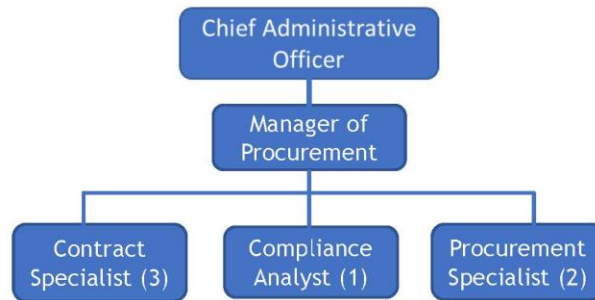 Chief Administrative
Officer
Manager of
Procurement
Contract
Specialist (3)
Compliance
Analyst (1)
Procurement
Specialist (2)